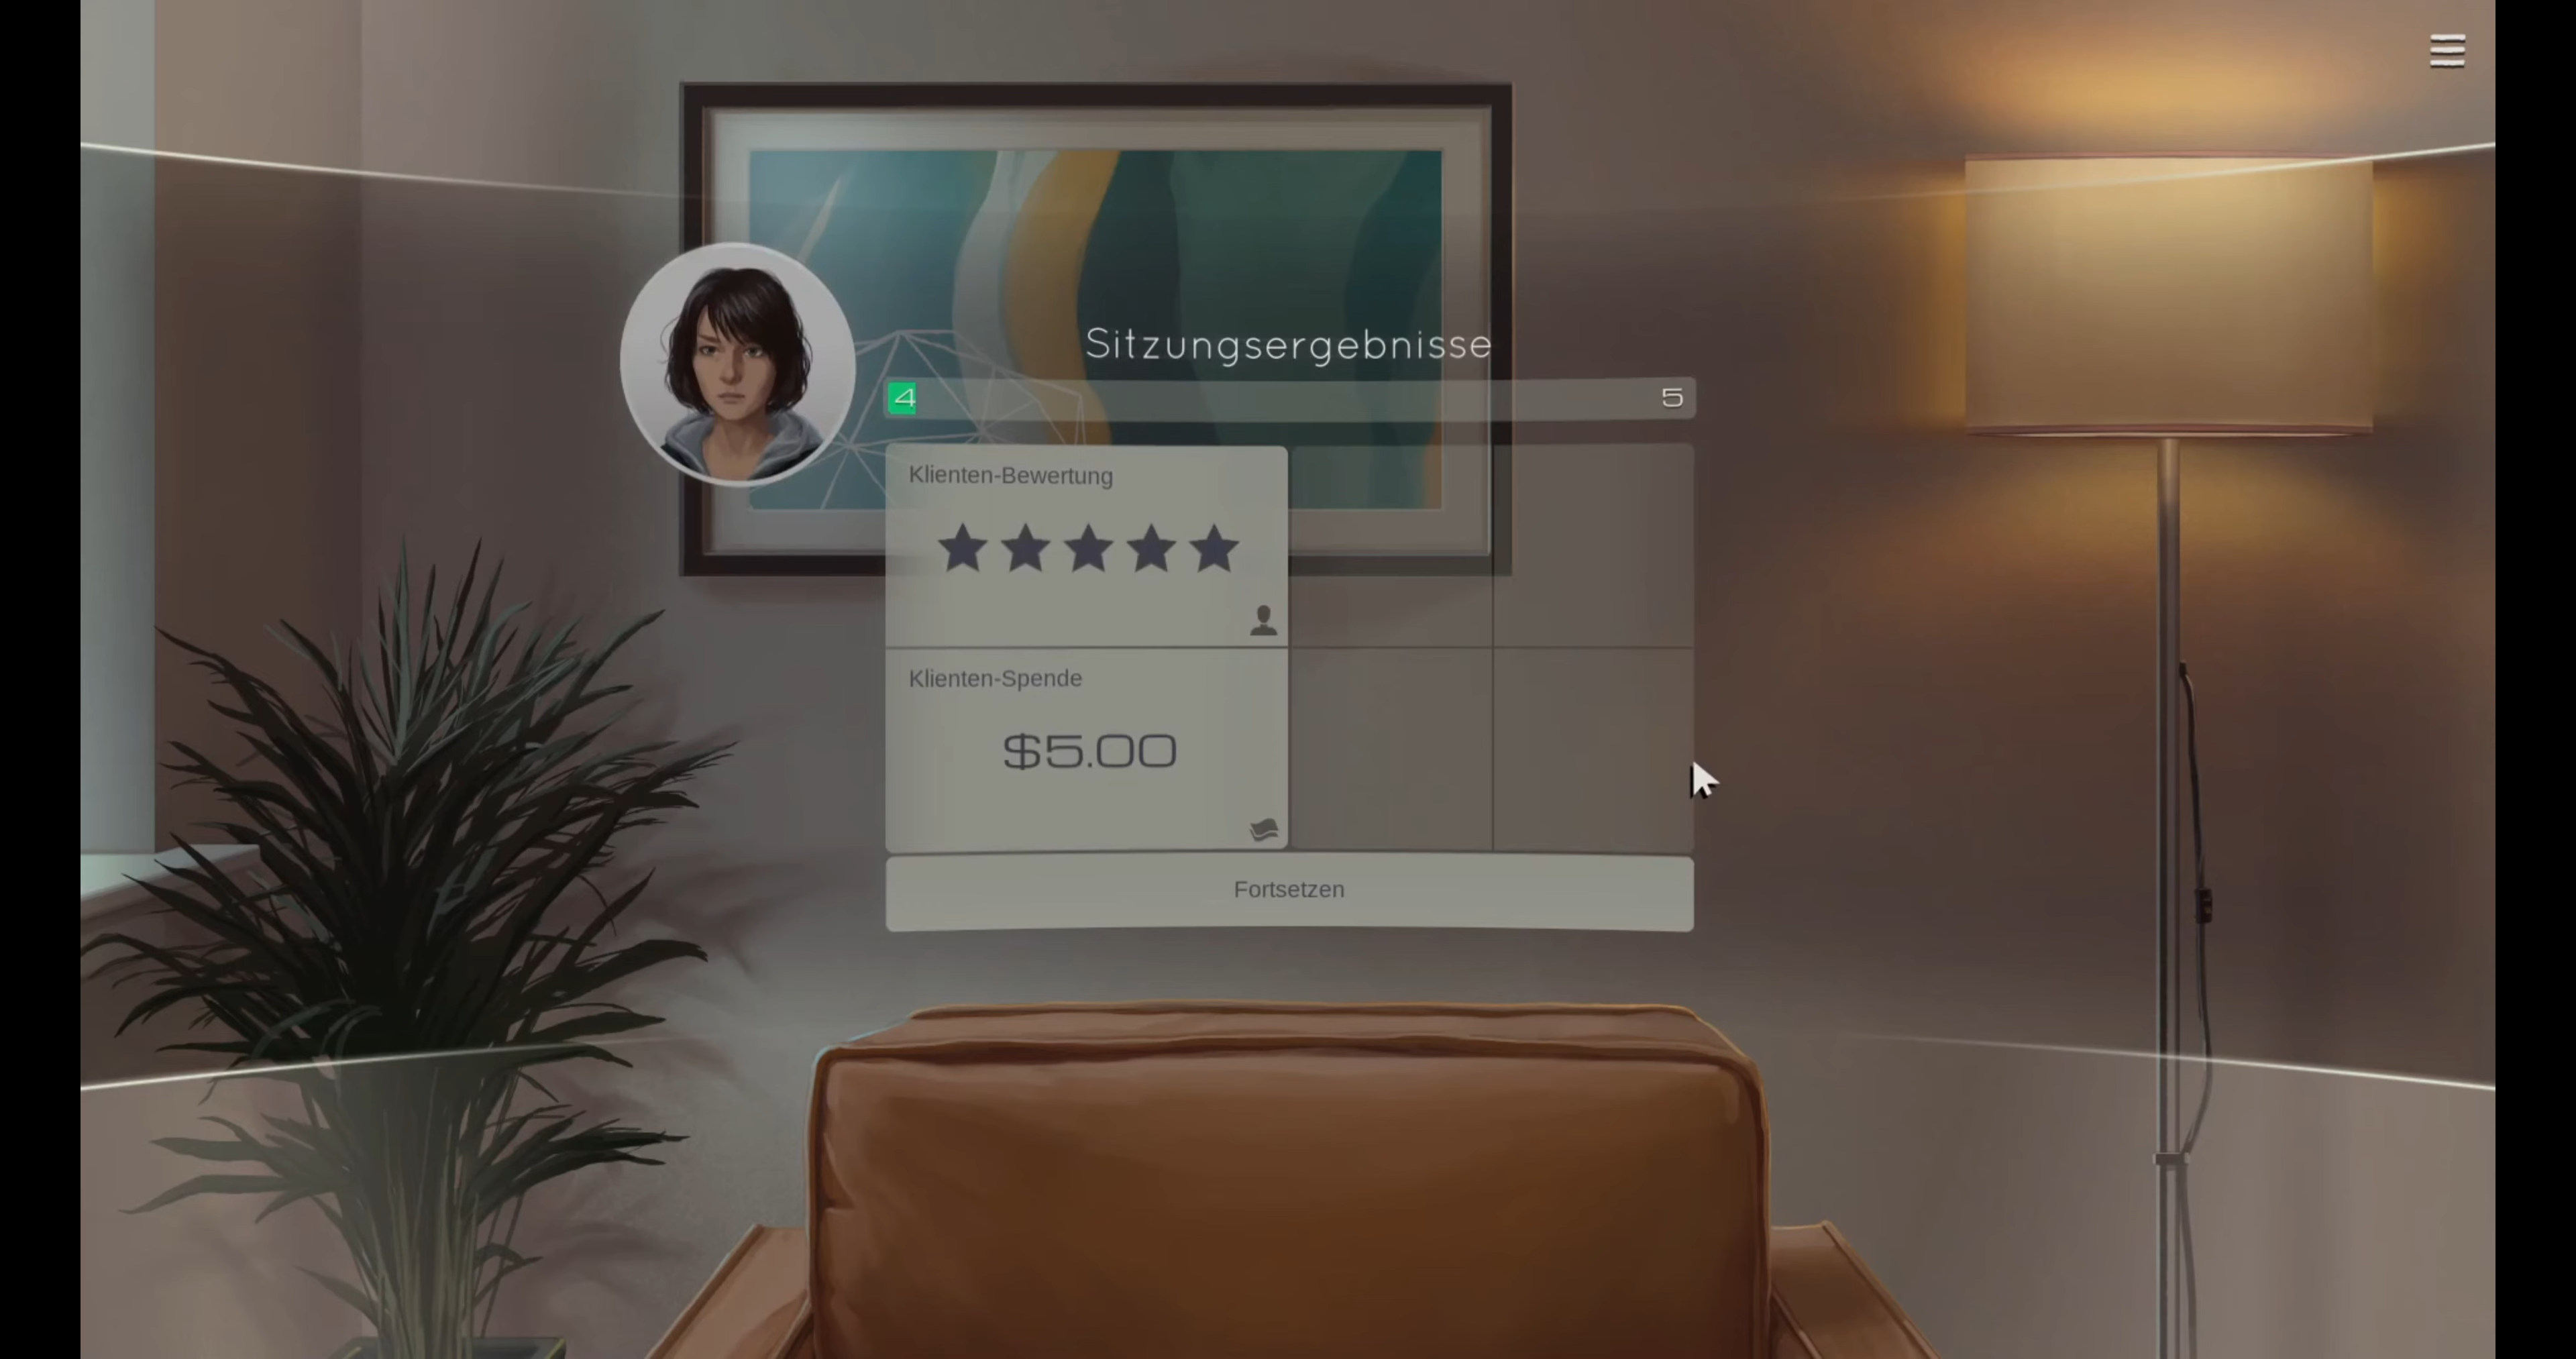 Sitzungsergebnisse
4 5
Klienten-Bewertung
Klienten-Spende
$5.00
Fortsetzen